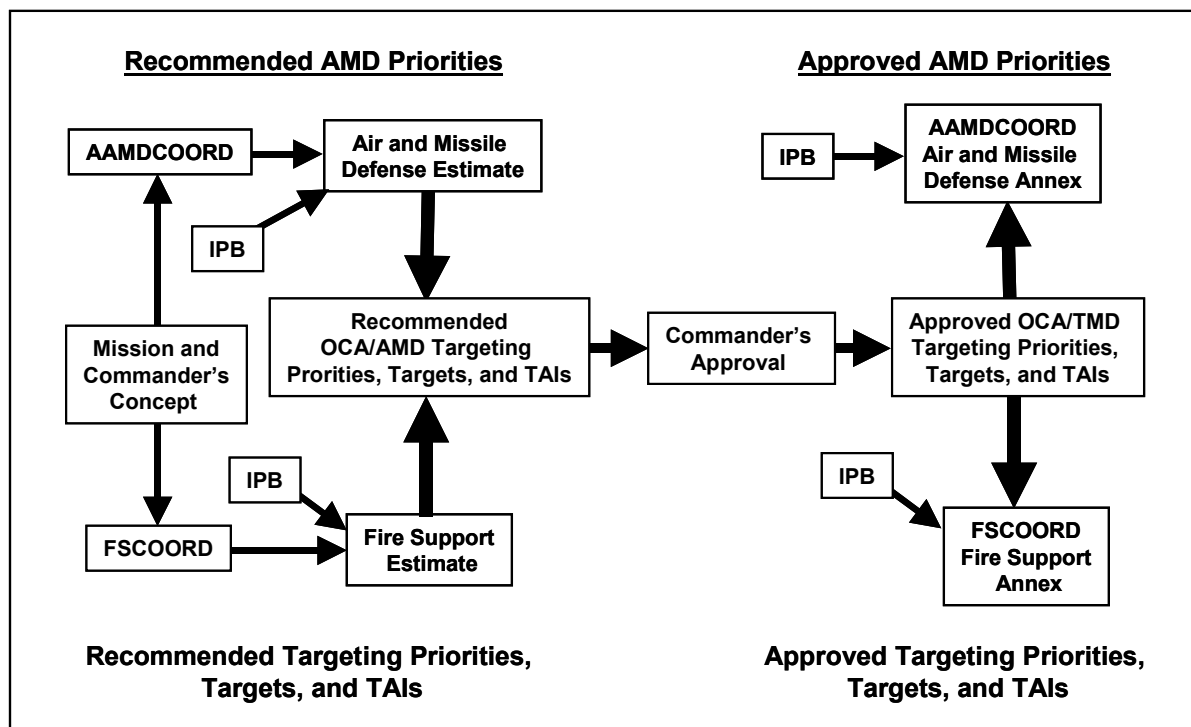 Recommended AMD Priorities
Approved AMD Priorities
AAMDCOORD
Air and Missile
Defense Estimate
IPB
IPB
AAMDCOORD
Air and Missile
Defense Annex
Mission and
Commander’s
Concept
Recommended
OCA/AMD Targeting
Prorities, Targets, and TAIs
Commander’s
Approval
Approved OCA/TMD
Targeting Priorities,
Targets, and TAIs
IPB
FSCOORD
Fire Support
Estimate
IPB
FSCOORD
Fire Support
Annex
Recommended Targeting Priorities,
Targets, and TAIs
Approved Targeting Priorities,
Targets, and TAIs